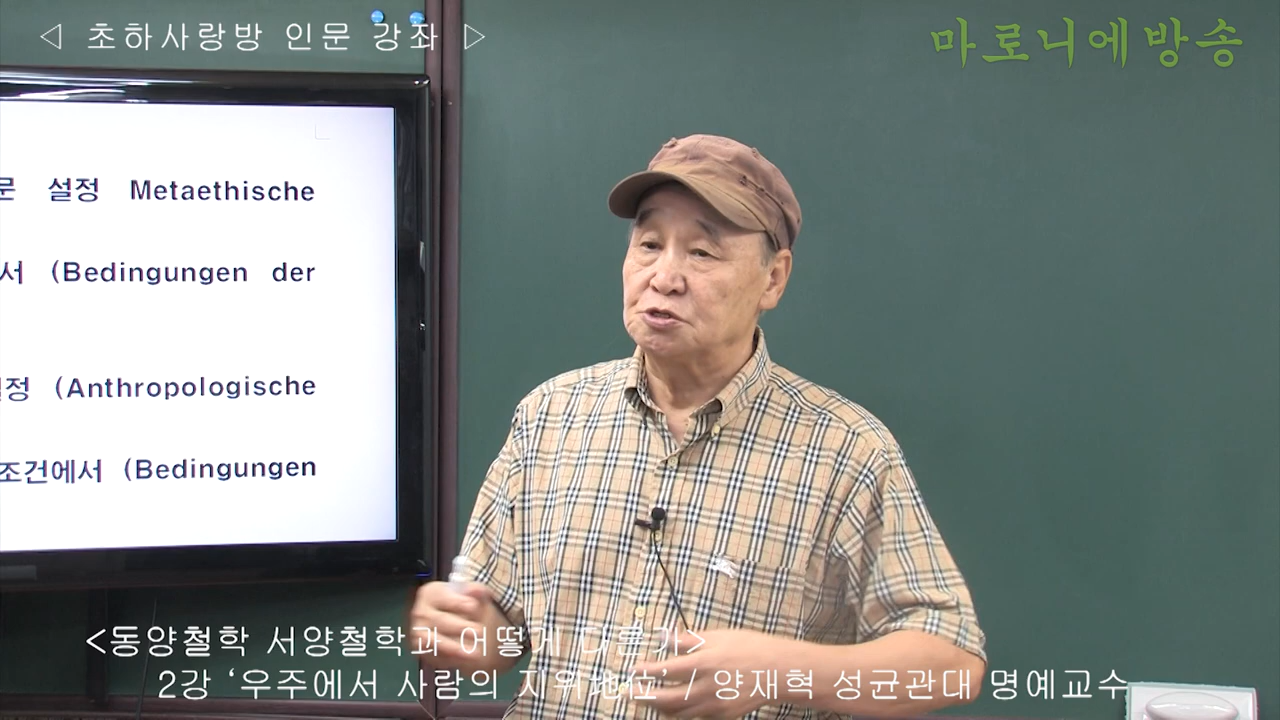 ◁ 초하사랑방 인문 강좌 ▷
마로니에방송
문 설정 Metaethische
서 (Bedingungen der
설정 (Anthropologische
조건에서 (Bedingungen
<동양철학 서양철학과 어떻게 다른가>
2강 ‘우주에서 사람의 지위地位’ / 양재혁 성균관대 명예교수